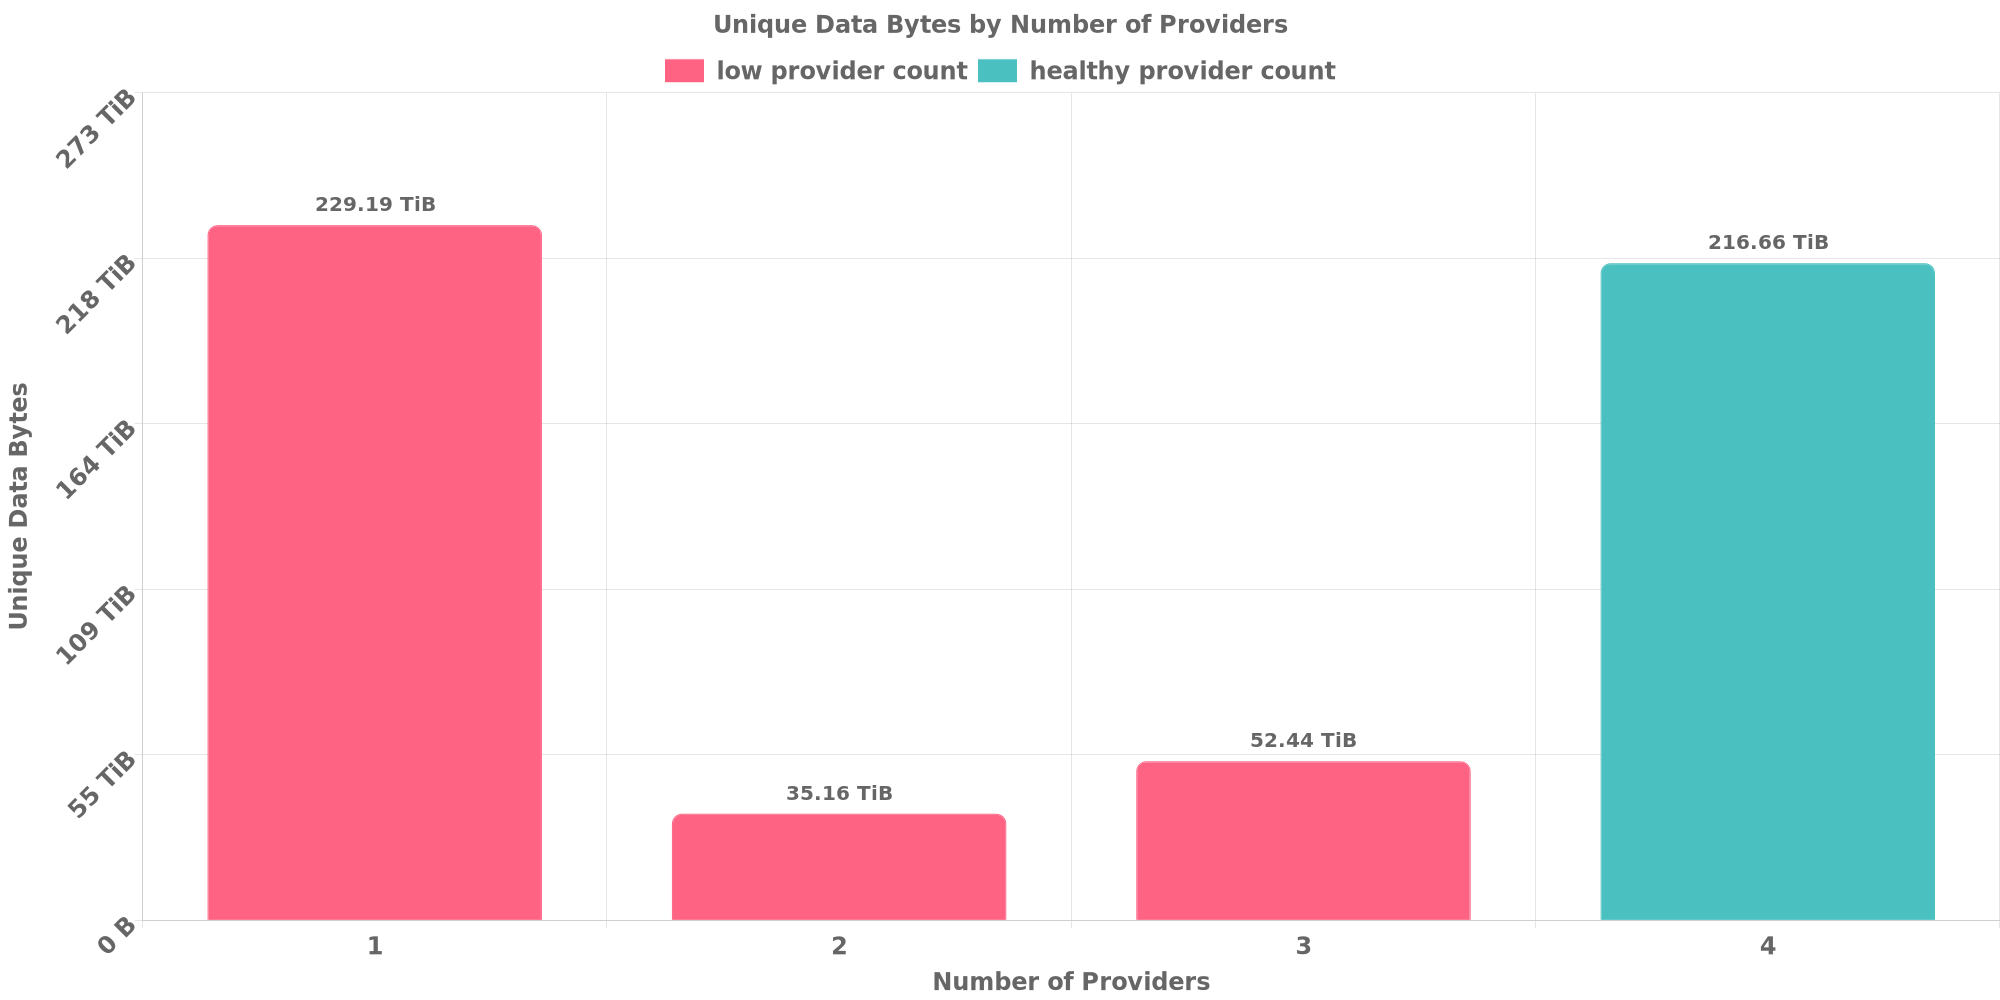 Unique Data Bytes by Number of Providers
low provider count healthy provider count
273 TiB
218 TiB
164 TiB
109 TiB
55 TiB
0 B
Unique Data Bytes
229.19 TiB
35.16 TiB
52.44 TiB
216.66 TiB
1 2 3 4
Number of Providers